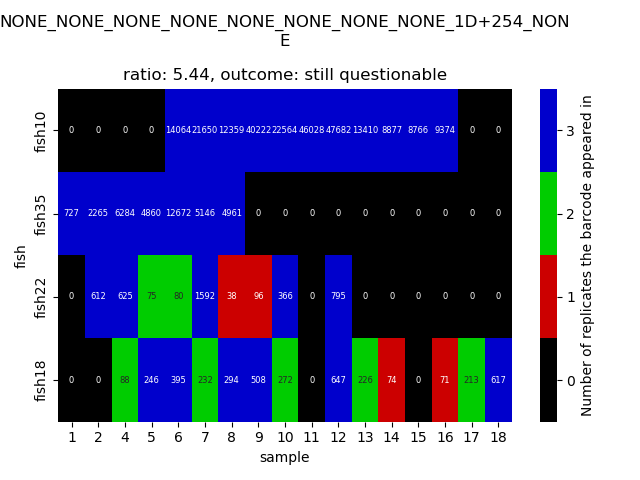 NONE_NONE_NONE_NONE_NONE_NONE_NONE_NONE_1D+254_NON
E
ratio: 5.44, outcome: still questionable
fish10 0 0 0 0 14064 21650 12359 40222 22564 46028 47682 13410 8877 8766 9374 0 0
fish35 727 2265 6284 4860 12672 5146 4961 0 0 0 0 0 0 0 0 0 0
fish22 0 612 625 75 80 1592 38 96 366 0 795 0 0 0 0 0 0
fish18 0 0 88 246 395 232 294 508 272 0 647 226 74 0 71 213 617
1 2 4 5 6 7 8 9 10 11 12 13 14 15 16 17 18
sample
fish
3
2
1
0
Number of replicates the barcode appeared in